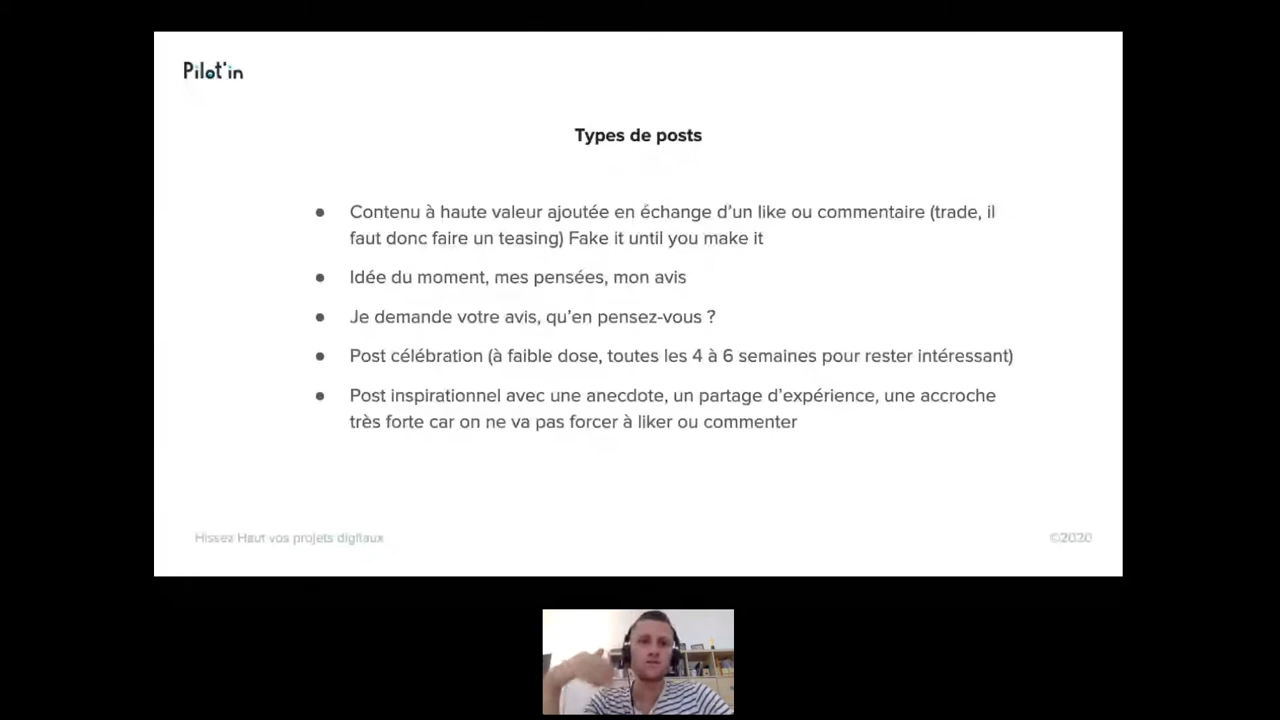 Pilot'in
Types de posts
● Contenu à haute valeur ajoutée en échange d'un like ou commentaire (trade, il
faut donc faire un teasing) Fake it until you make it
● Idée du moment, mes pensées, mon avis
● Je demande votre avis, qu'en pensez-vous ?
● Post célébration (à faible dose, toutes les 4 à 6 semaines pour rester intéressant)
● Post inspirationnel avec une anecdote, un partage d'expérience, une accroche
très forte car on ne va pas forcer à liker ou commenter
Hissez Haut vos projets digitaux
©2020